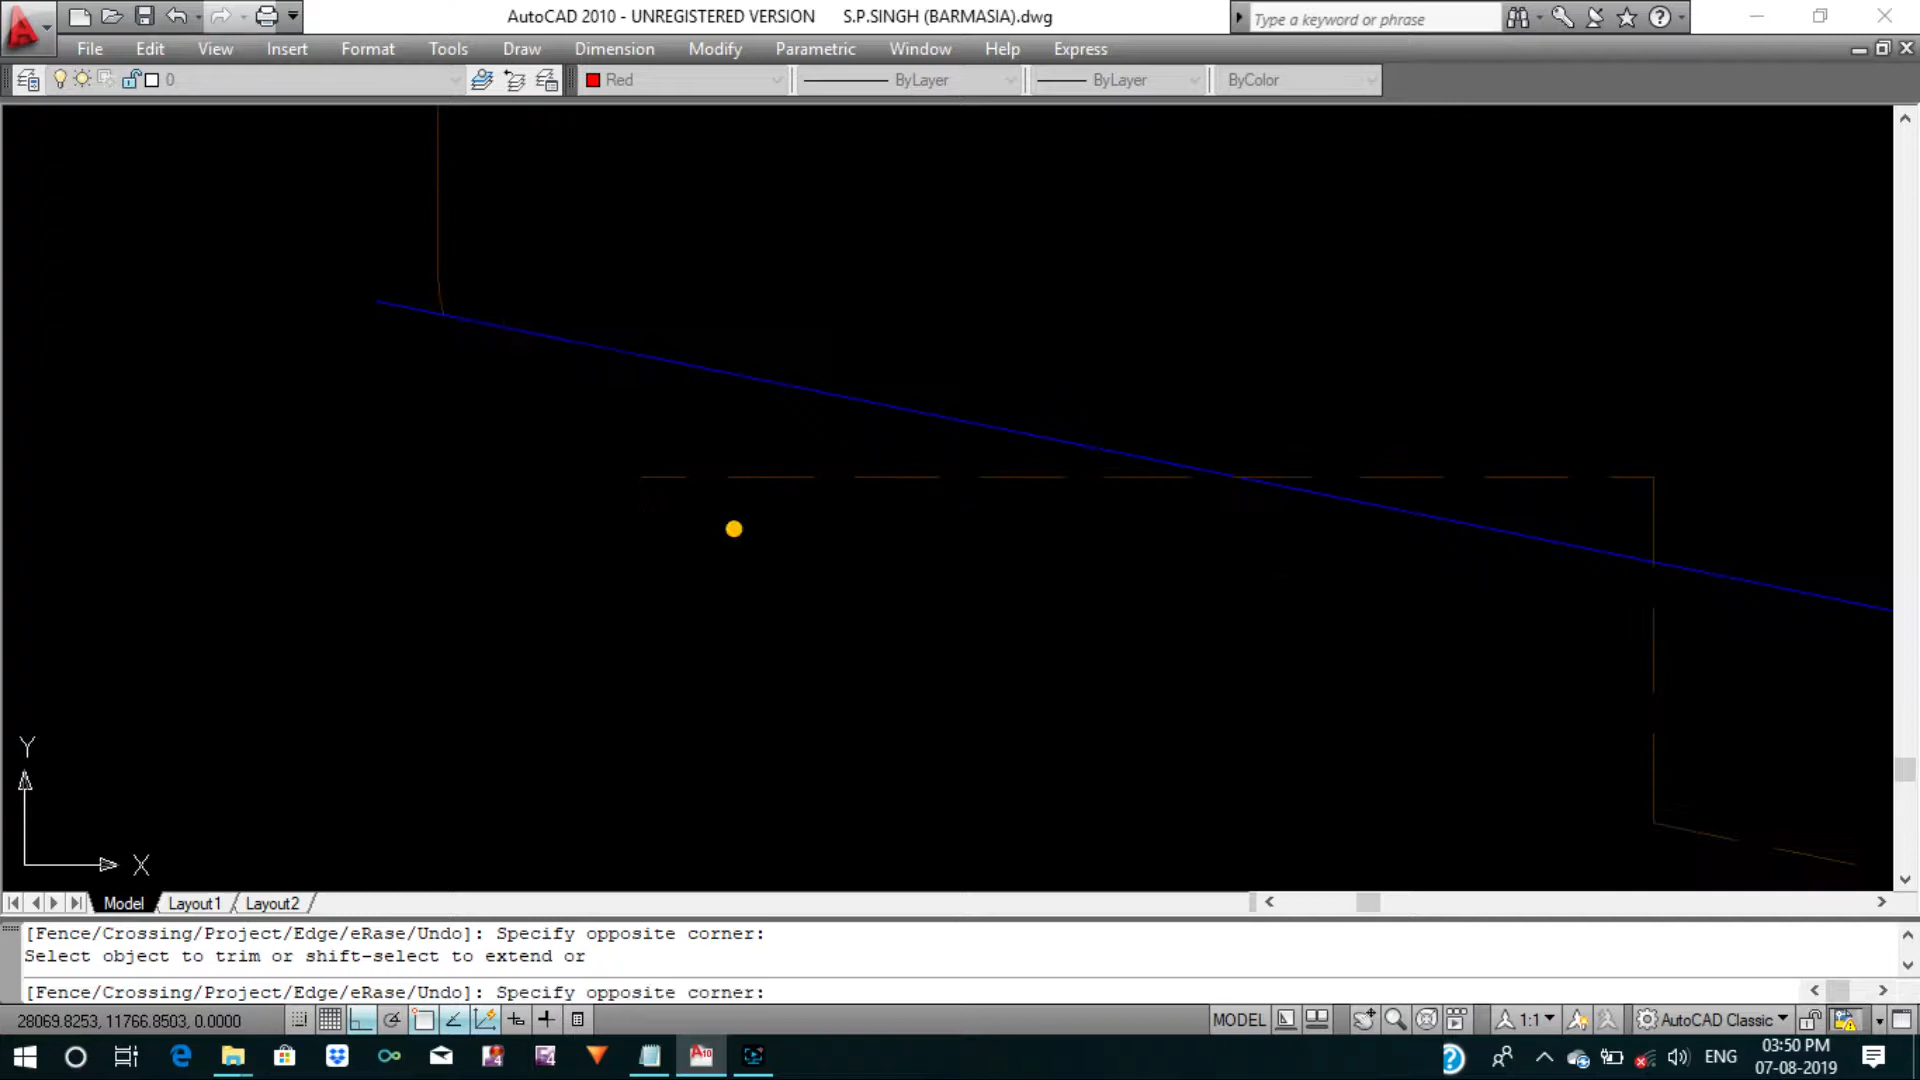 AutoCAD 2010 - UNREGISTERED VERSION S.P.SINGH (BARMASIA).dwg
Type a keyword or phrase
File Edit View Insert Format Tools Draw Dimension Modify Parametric Window Help Express
0 Red ByLayer ByLayer ByColor
Y
X
Model Layout1 Layout2
[Fence/Crossing/Project/Edge/eRase/Undo]: Specify opposite corner:
Select object to trim or shift-select to extend or
[Fence/Crossing/Project/Edge/eRase/Undo]: Specify opposite corner:
28069.8253, 11766.8503, 0.0000 MODEL 1:1 AutoCAD Classic
ENG 03:50 PM
07-08-2019